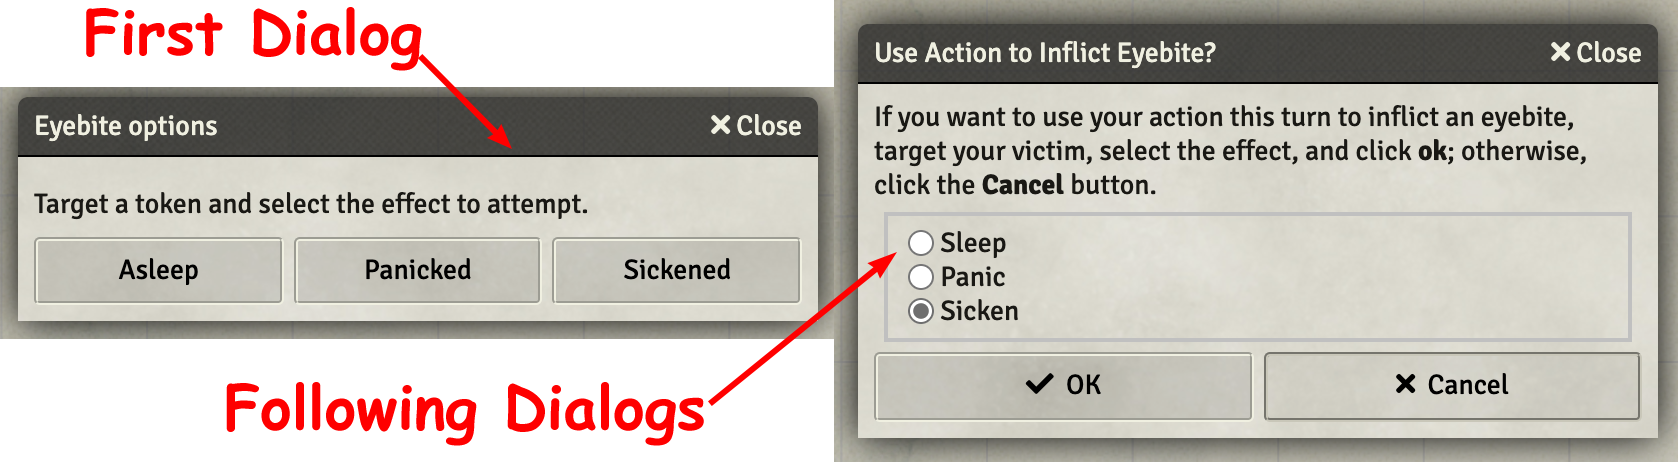 First Dialog
Eyebite options
Close
Target a token and select the effect to attempt.
Asleep Panicked Sickened
Following Dialogs
Use Action to Inflict Eyebite?
Close
If you want to use your action this turn to inflict an eyebite,
target your victim, select the effect, and click ok; otherwise,
click the Cancel button.
Sleep
Panic
Sicken
OK Cancel